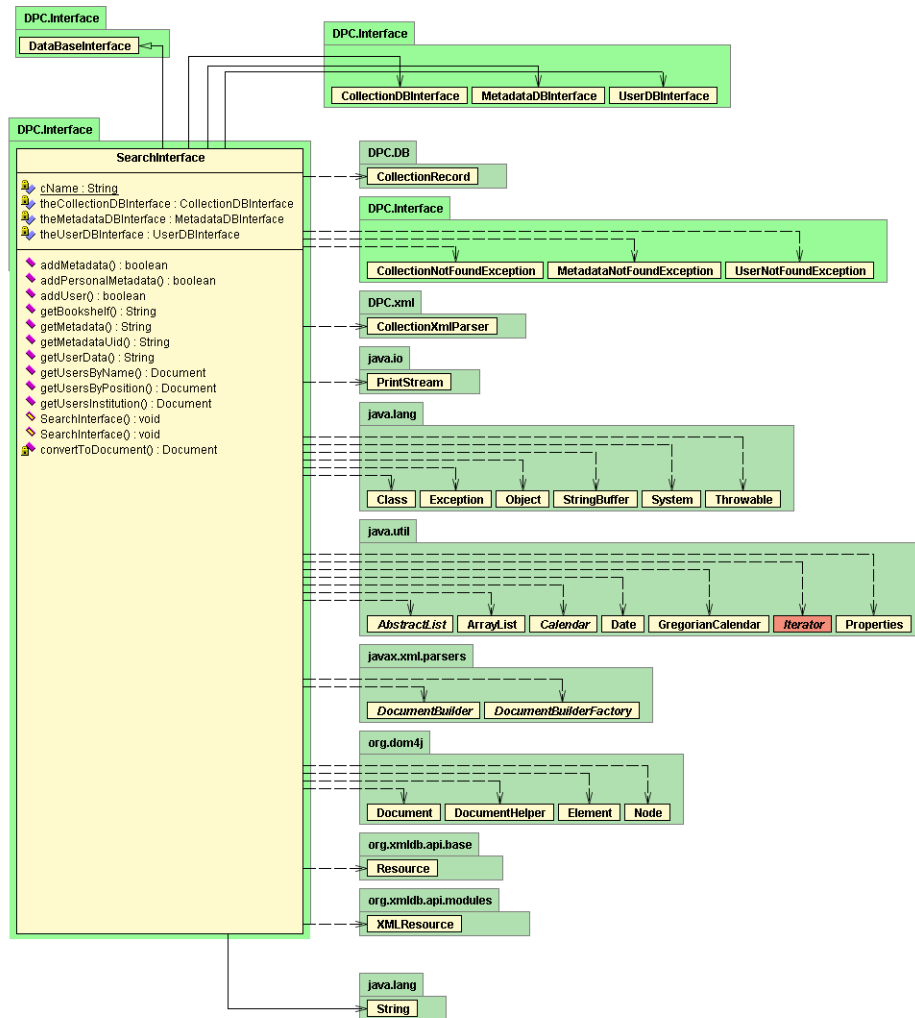 DPC.Interface
DataBaseInterface
DPC.Interface
CollectionDBInterface MetadataDBInterface UserDBInterface
DPC.Interface
SearchInterface
cName : String
theCollectionDBInterface : CollectionDBInterface
theMetadataDBInterface : MetadataDBInterface
theUserDBInterface : UserDBInterface
addMetadata() : boolean
addPersonalMetadata() : boolean
addUser() : boolean
getBookshelf() : String
getMetadata() : String
getMetadataUid() : String
getUserData() : String
getUsersByName() : Document
getUsersByPosition() : Document
getUsersInstitution() : Document
SearchInterface() : void
SearchInterface() : void
convertToDocument() : Document
DPC.DB
CollectionRecord
DPC.Interface
CollectionNotFoundException MetadataNotFoundException UserNotFoundException
DPC.xml
CollectionXmlParser
java.io
PrintStream
java.lang
Class Exception Object StringBuffer System Throwable
java.util
AbstractList ArrayList Calendar Date GregorianCalendar Iterator Properties
javax.xml.parsers
DocumentBuilder DocumentBuilderFactory
org.dom4j
Document DocumentHelper Element Node
org.xmldb.api.base
Resource
org.xmldb.api.modules
XMLResource
java.lang
String